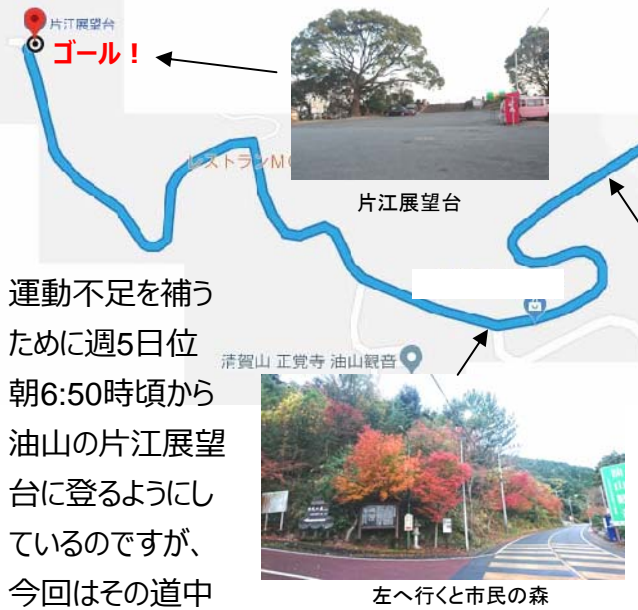 片江展望台
ゴール！
レストランM
片江展望台
清賀山 正覚寺 油山観音
運動不足を補う
ために週5日位
朝6:50時頃から
油山の片江展望
台に登るようにし
ているのですが、
今回はその道中
左へ行くと市民の森